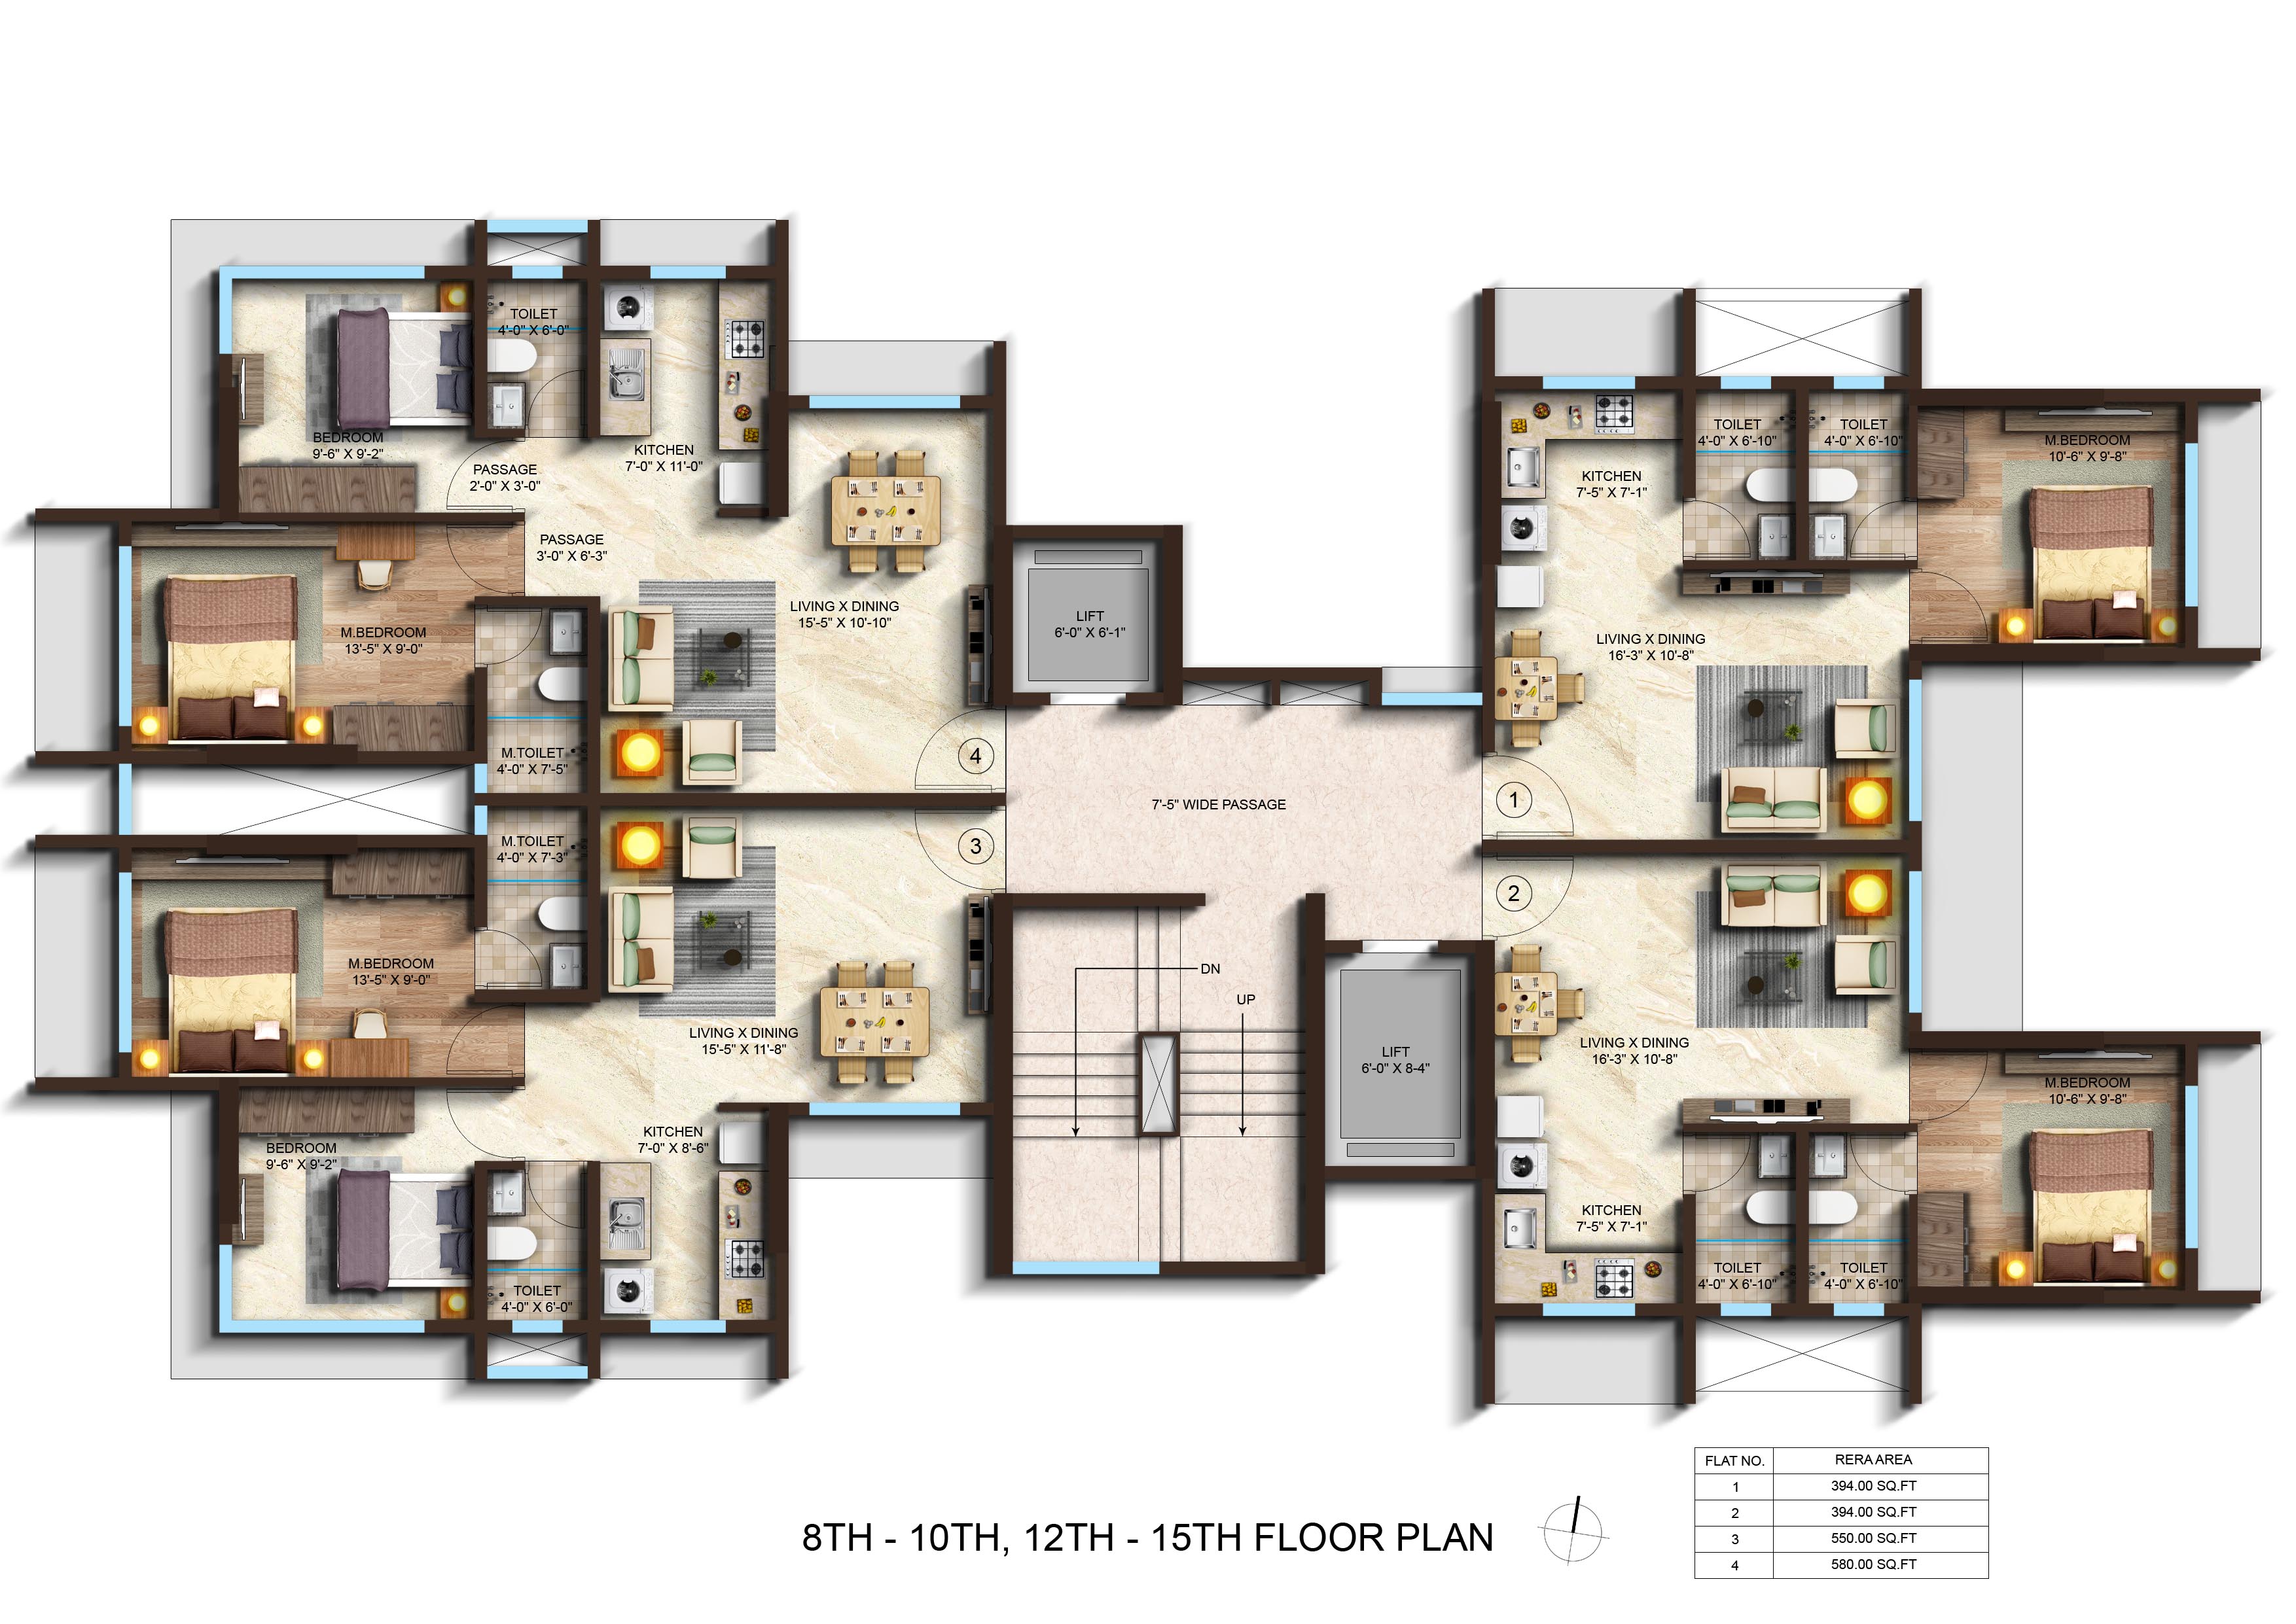 TOILET
4'-0" X 6'-0"
BEDROOM
9'-6" X 9'-2"
PASSAGE
2'-0" X 3'-0"
KITCHEN
7'-0" X 11'-0"
PASSAGE
3'-0" X 6'-3"
LIVING X DINING
15'-5" X 10'-10"
M.BEDROOM
13'-5" X 9'-0"
M.TOILET
4'-0" X 7'-5"
4
LIFT
6'-0" X 6'-1"
TOILET
4'-0" X 6'-10"
TOILET
4'-0" X 6'-10"
M.BEDROOM
10'-6" X 9'-8"
KITCHEN
7'-5" X 7'-1"
LIVING X DINING
16'-3" X 10'-8"
1
7'-5" WIDE PASSAGE
M.TOILET
4'-0" X 7'-3"
3
2
M.BEDROOM
13'-5" X 9'-0"
LIVING X DINING
15'-5" X 11'-8"
DN
UP
LIFT
6'-0" X 8'-4"
LIVING X DINING
16'-3" X 10'-8"
M.BEDROOM
10'-6" X 9'-8"
BEDROOM
9'-6" X 9'-2"
KITCHEN
7'-0" X 8'-6"
TOILET
4'-0" X 6'-0"
KITCHEN
7'-5" X 7'-1"
TOILET
4'-0" X 6'-10"
TOILET
4'-0" X 6'-10"
8TH - 10TH, 12TH - 15TH FLOOR PLAN
FLAT NO. RERA AREA
1 394.00 SQ.FT
2 394.00 SQ.FT
3 550.00 SQ.FT
4 580.00 SQ.FT